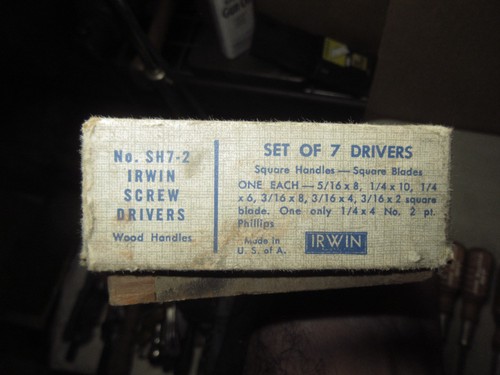 No. SH7-2
IRWIN
SCREW
DRIVERS
Wood Handles
SET OF 7 DRIVERS
Square Handles — Square Blades
ONE EACH — 5/16 x 8, 1/4 x 10, 1/4
x 6, 3/16 x 8, 3/16 x 4, 3/16 x 2 square
blade. One only 1/4 x 4 No. 2 pt.
Phillips
Made in
U. S. of A.
IRWIN